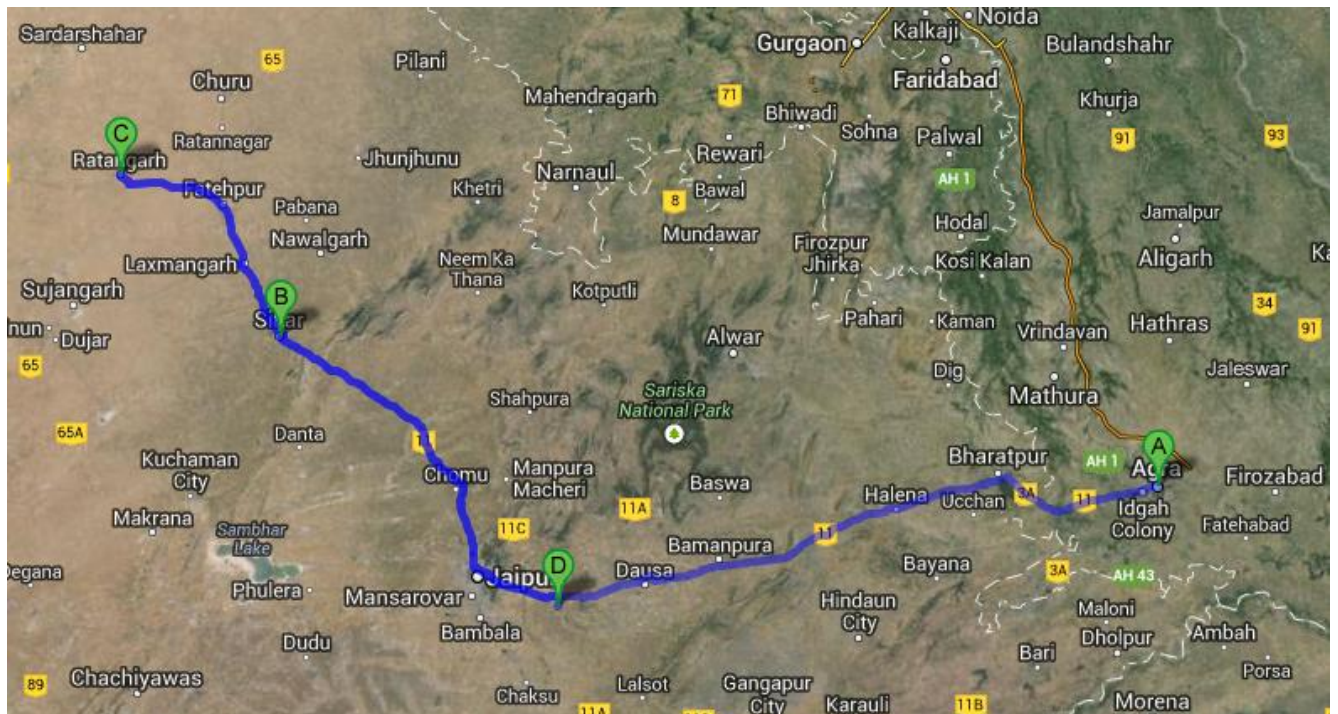 Noida
Kalkaji
Gurgaon
Bulandshahr
Sardarshahar
65
Pilani
Faridabad
Churu
Mahendragarh
71
Bhiwadi
Khurja
C
Sohna
Palwal
91
93
Ratannagar
Ratangarh
Jhunjhunu
Rewari
Narnaul
AH 1
Fatehpur
Khetri
Bawal
8
Pabana
Jamalpur
Nawalgarh
Mundawar
Hodal
Firozpur
Jhirka
Aligarh
Laxmangarh
Neem Ka
Thana
Kosi Kalan
Sujangarh
B
Kotputli
34
Pahari
Kaman
Vrindavan
Hathras
91
Dujar
Alwar
65
Dig
Jaleswar
Sariska
National Park
Mathura
Shahpura
65A
Danta
11
A
Kuchaman
City
Chomu
Manpura
Macheri
Bharatpur
AH 1
Agra
Firozabad
Baswa
Halena
Ucchan
3A
11
Idgah
Colony
Makrana
11A
Fatehabad
Sambhar
Lake
11C
11
Bamanpura
D
Jaipur
Dausa
Bayana
3A
AH 43
Phulera
Mansarovar
Hindaun
City
Maloni
Bambala
Dholpur
Ambah
Dudu
Bari
Porsa
89
Chachiyawas
Chaksu
Lalsot
Gangapur
City
Karauli
11B
Morena
11A